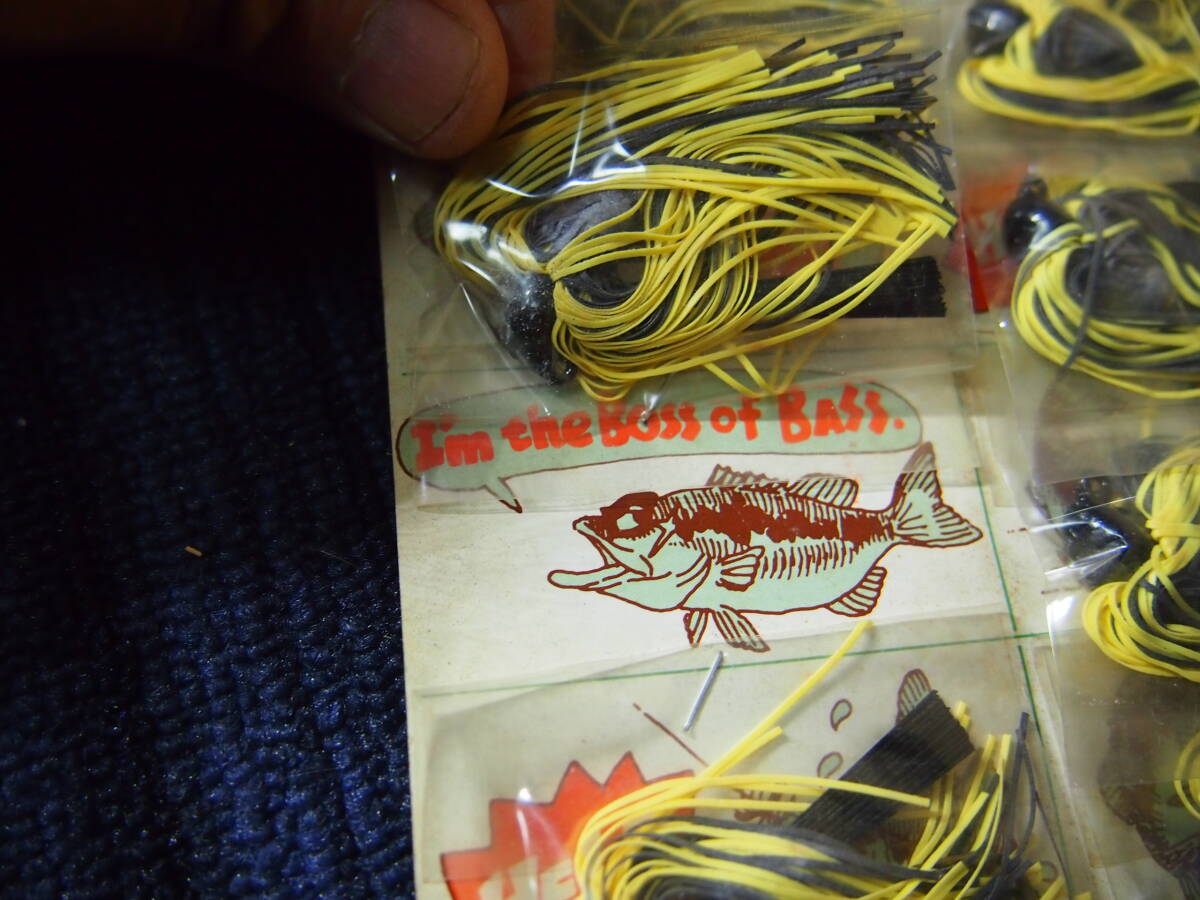 I'm the Boss of BASS.